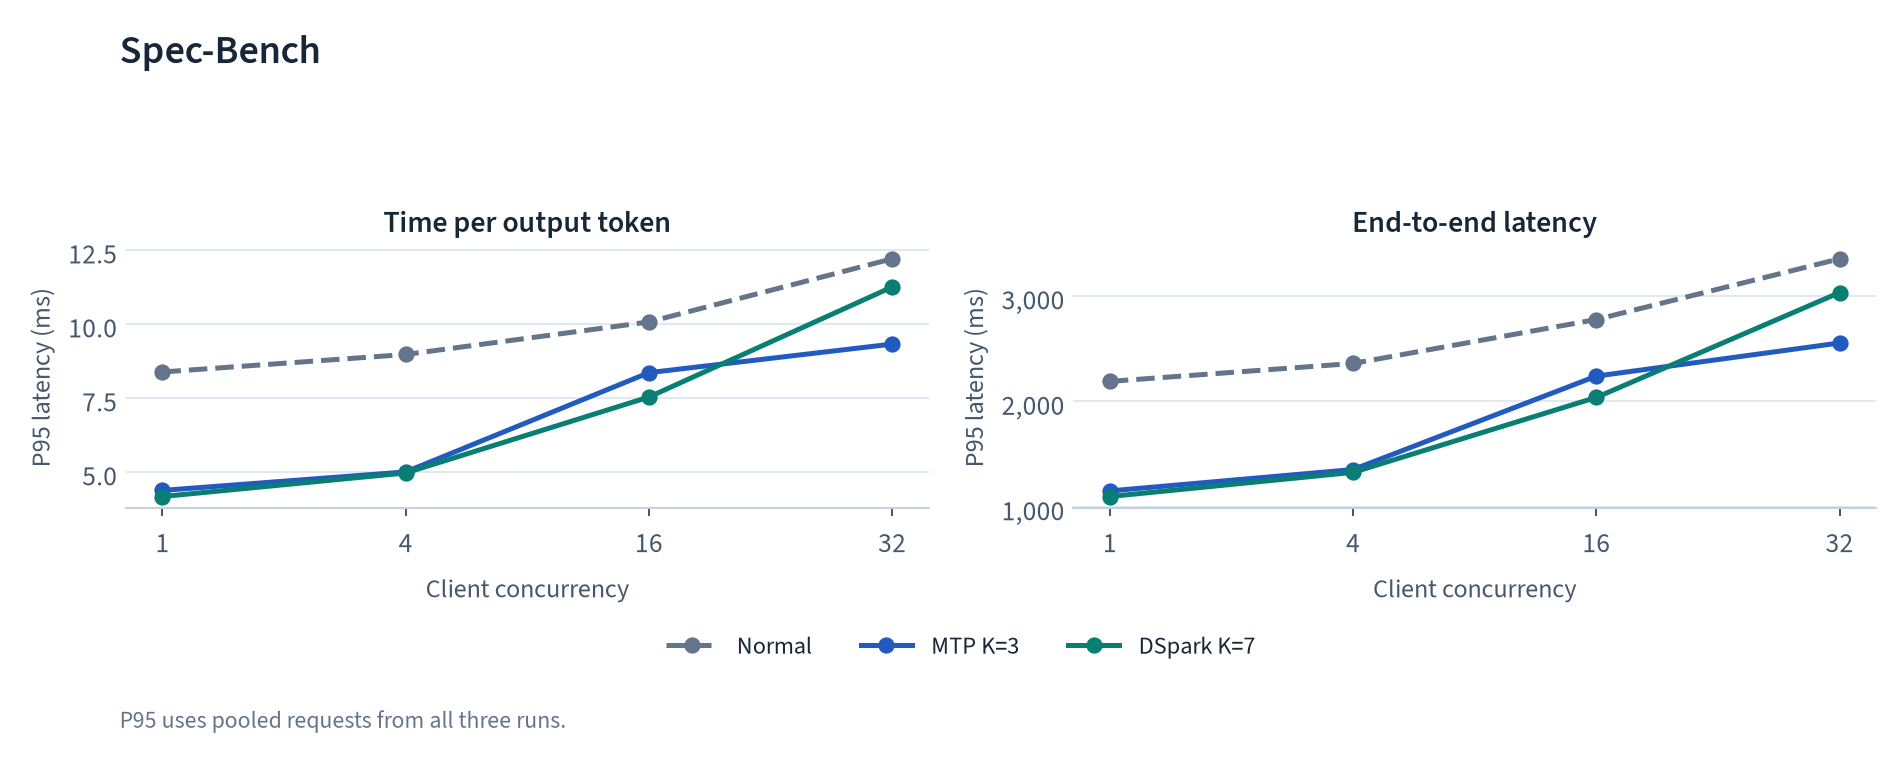 Spec-Bench
Time per output token
P95 latency (ms)
12.5
10.0
7.5
5.0
1
4
16
32
Client concurrency
End-to-end latency
P95 latency (ms)
3,000
2,000
1,000
1
4
16
32
Client concurrency
Normal
MTP K=3
DSpark K=7
P95 uses pooled requests from all three runs.